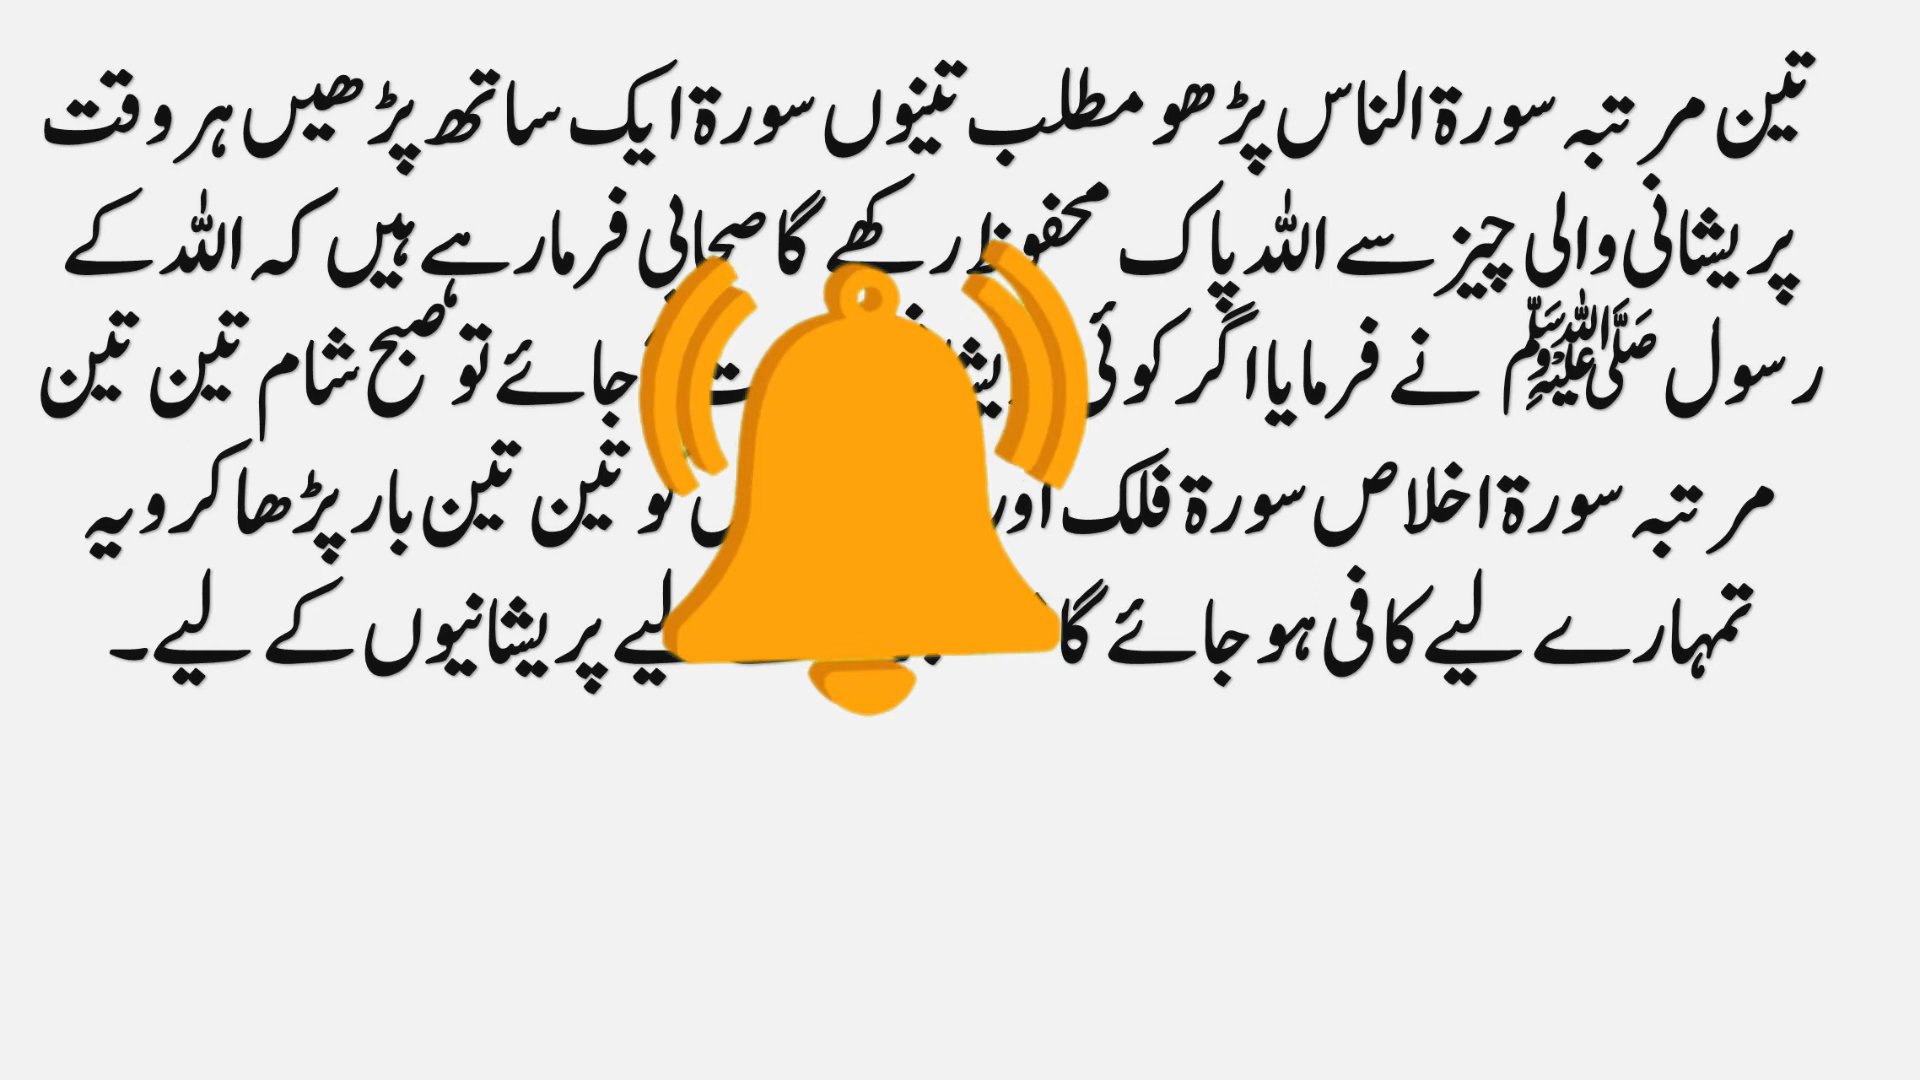 تین مرتبہ سورۃ الناس پڑھو مطلب تینوں سورۃ ایک ساتھ پڑھیں ہر وقت
پریشانی والی چیز سے اللہ پاک محفوظ رکھے گا صحابی فرما رہے ہیں کہ اللہ کے
رسول ﷺ نے فرمایا اگر کوئی جائے تو صبح شام تین تین
مرتبہ سورۃ اخلاص سورۃ فلک اور تو تین تین بار پڑھا کرو یہ
تمہارے لیے کافی ہو جائے گا لیے پریشانیوں کے لیے۔